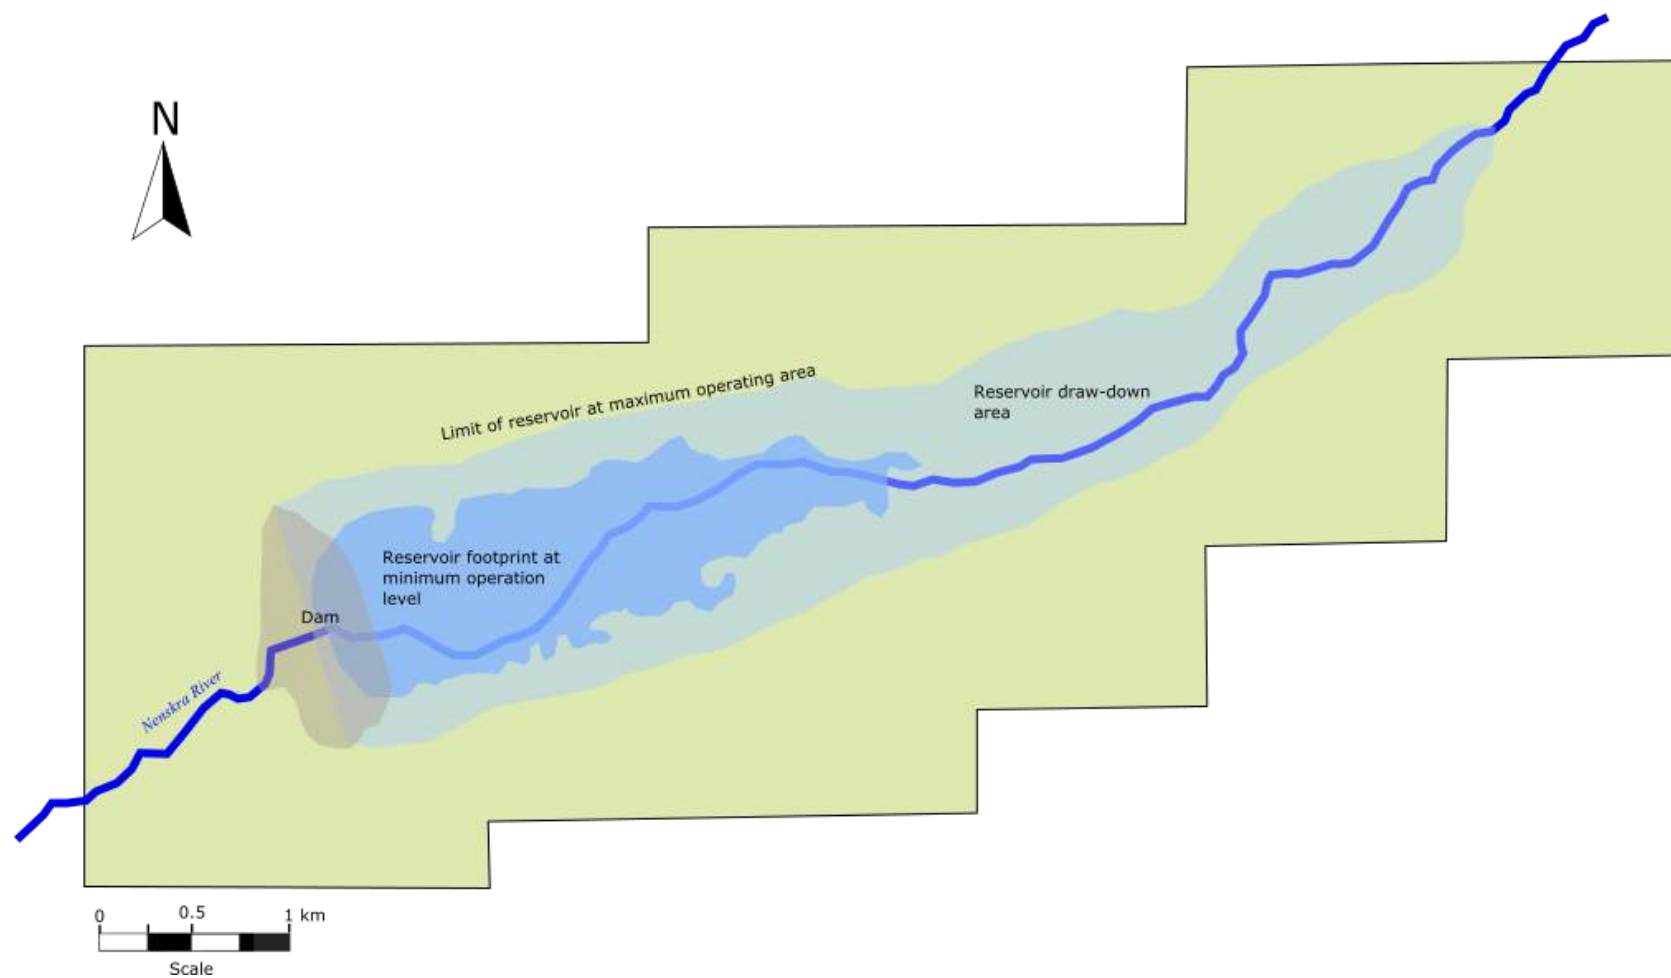 N
Limit of reservoir at maximum operating area
Reservoir draw-down
area
Reservoir footprint at
minimum operation
level
Dam
Nenskra River
0 0.5 1 km
Scale